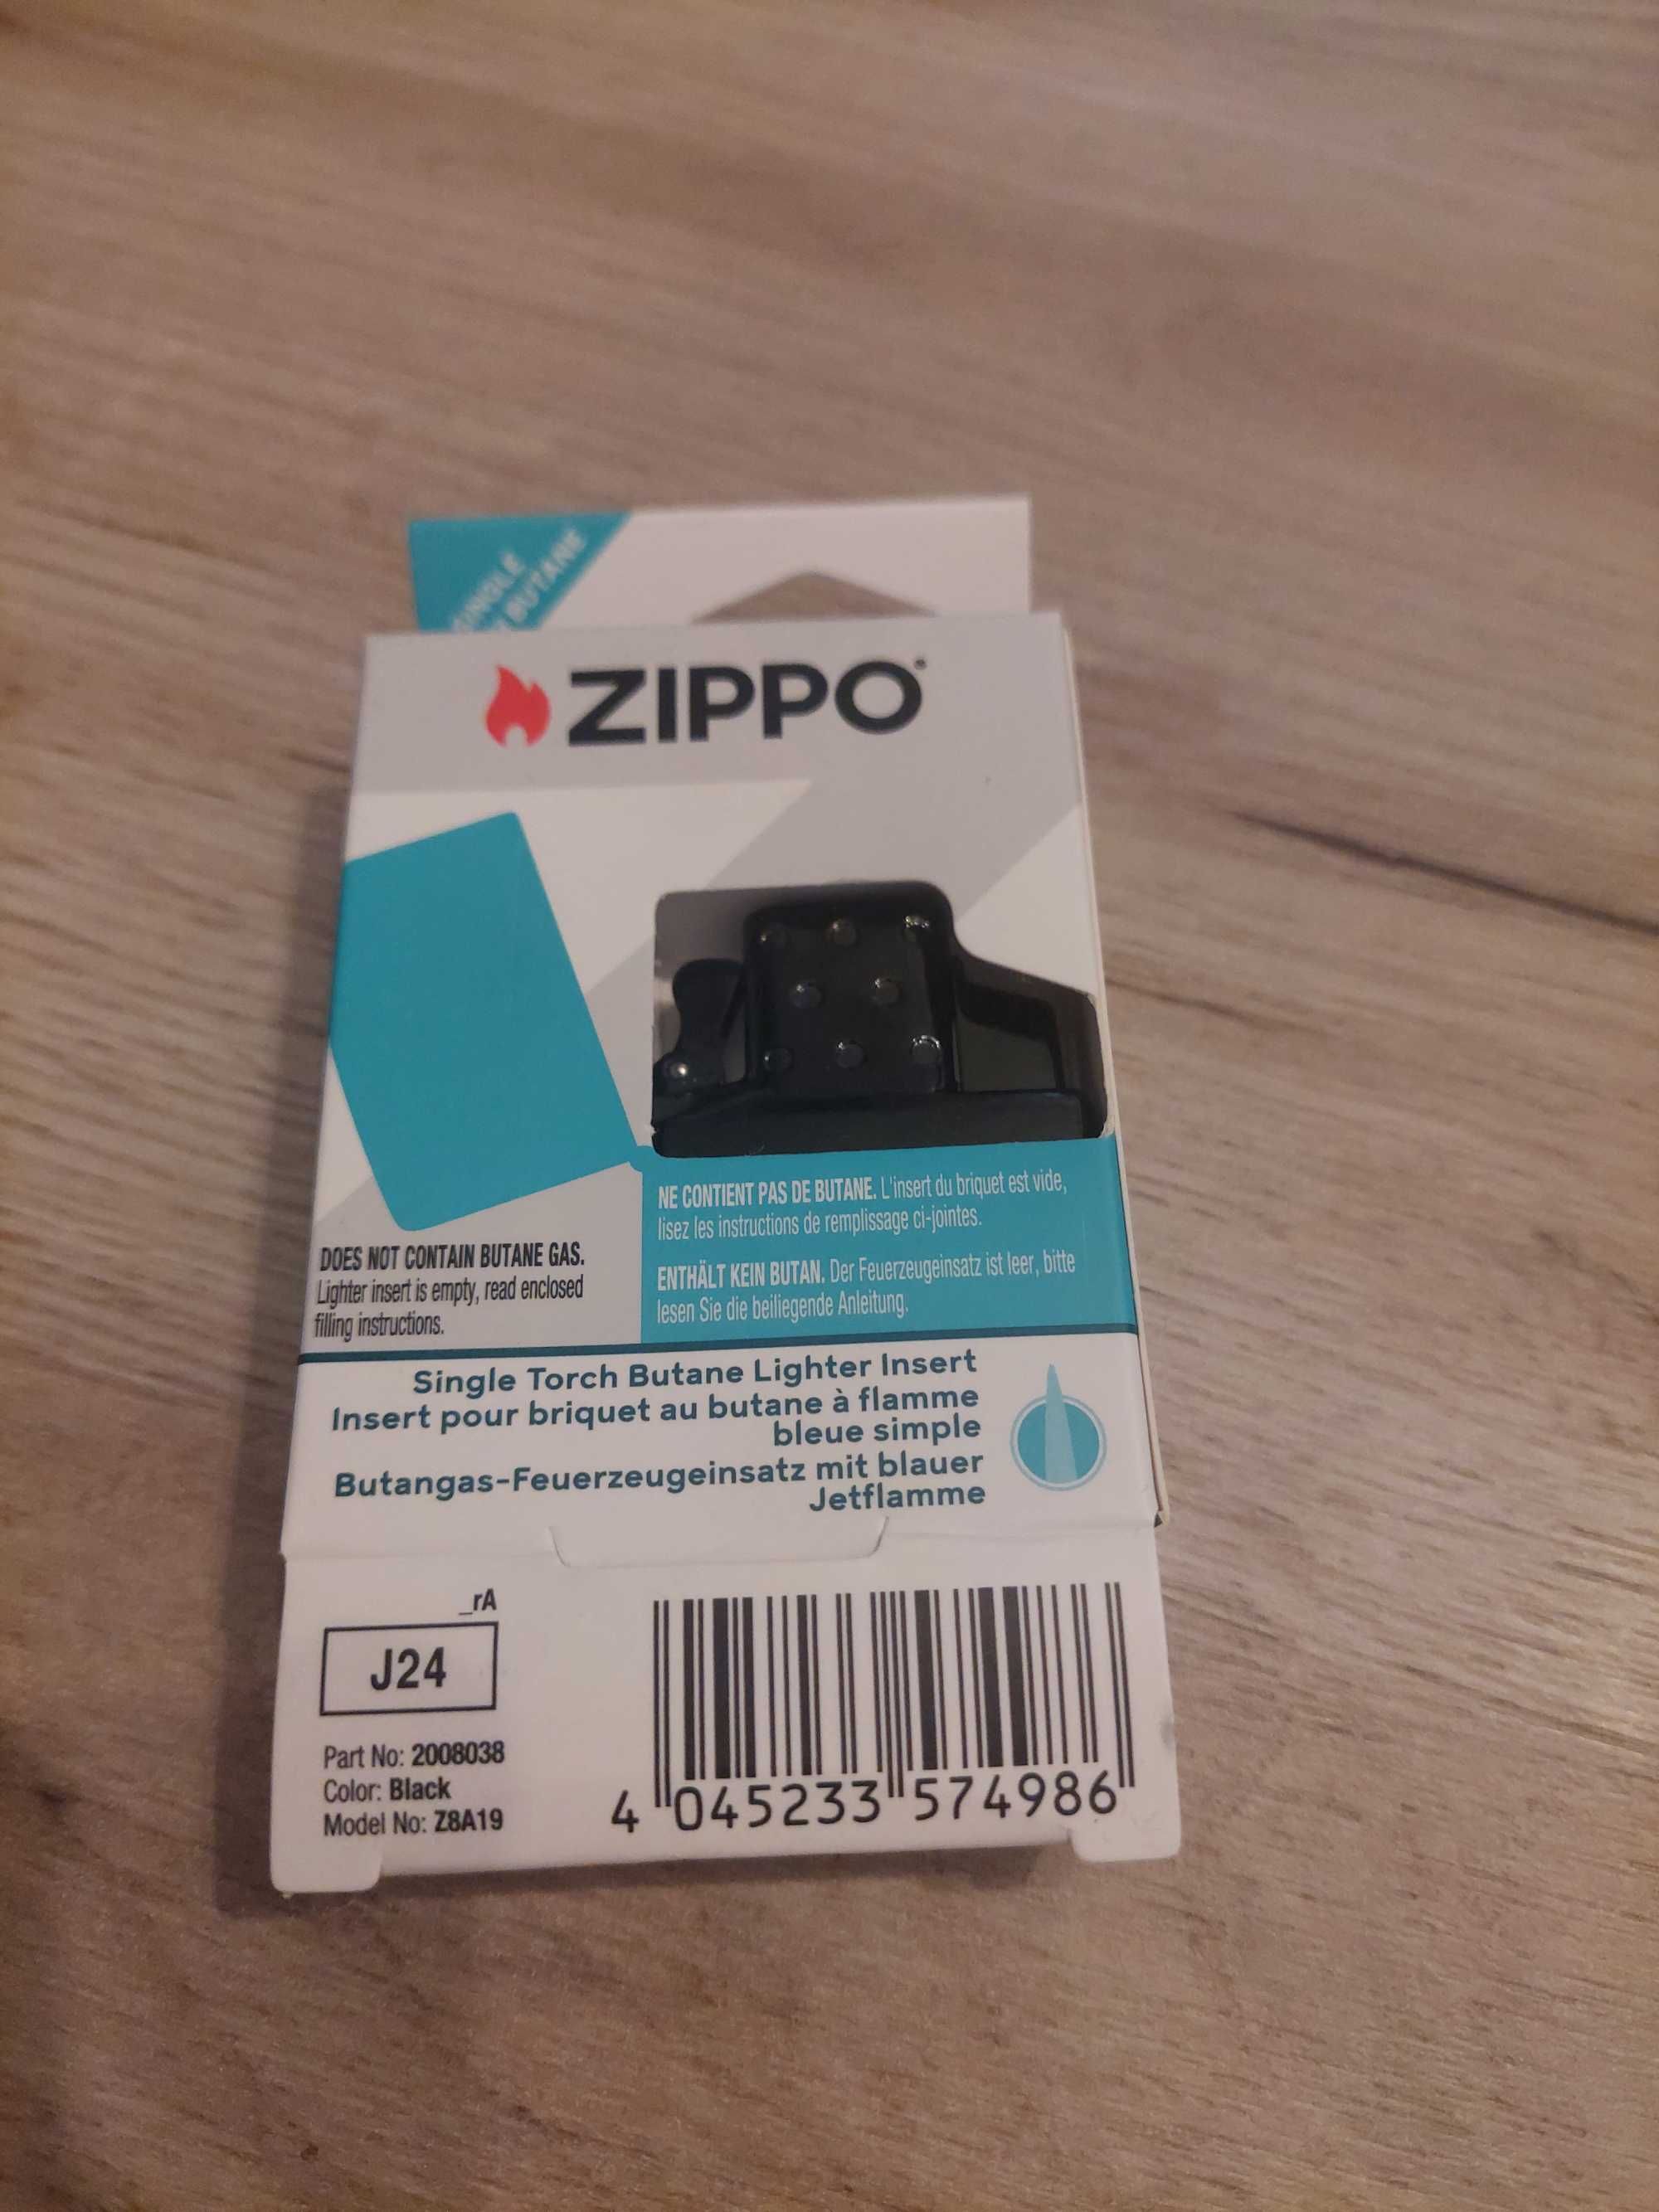 SINGLE
BUTANE
ZIPPO
NE CONTIENT PAS DE BUTANE. L'insert du briquet est vide,
lisez les instructions de remplissage ci-jointes.
ENTHÄLT KEIN BUTAN. Der Feuerzeugeinsatz ist leer, bitte
lesen Sie die beiliegende Anleitung.
DOES NOT CONTAIN BUTANE GAS.
Lighter insert is empty, read enclosed
filling instructions.
Single Torch Butane Lighter Insert
Insert pour briquet au butane à flamme
bleue simple
Butangas-Feuerzeugeinsatz mit blauer
Jetflamme
_rA
J24
Part No: 2008038
Color: Black
Model No: Z8A19
4 045233 574986